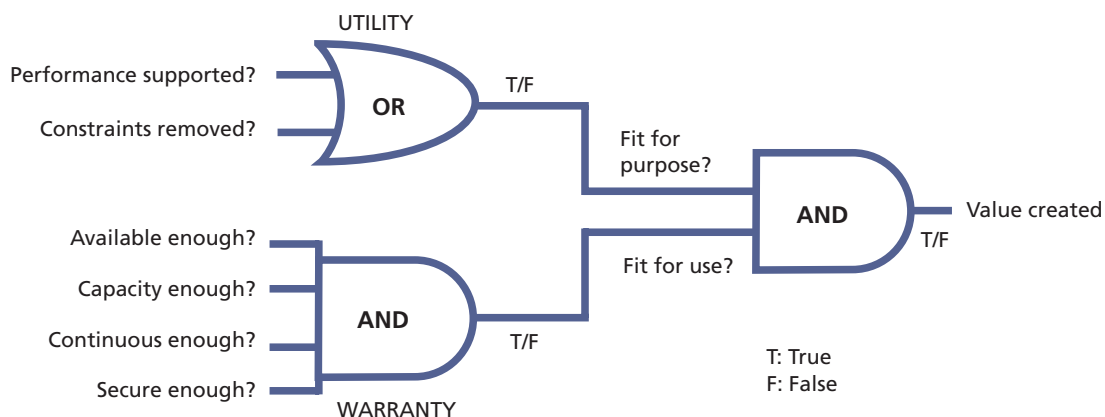 UTILITY
Performance supported?
Constraints removed?
OR
T/F
Fit for
purpose?
Available enough?
Capacity enough?
Continuous enough?
Secure enough?
AND
T/F
WARRANTY
Fit for use?
AND
T/F
Value created
T: True
F: False